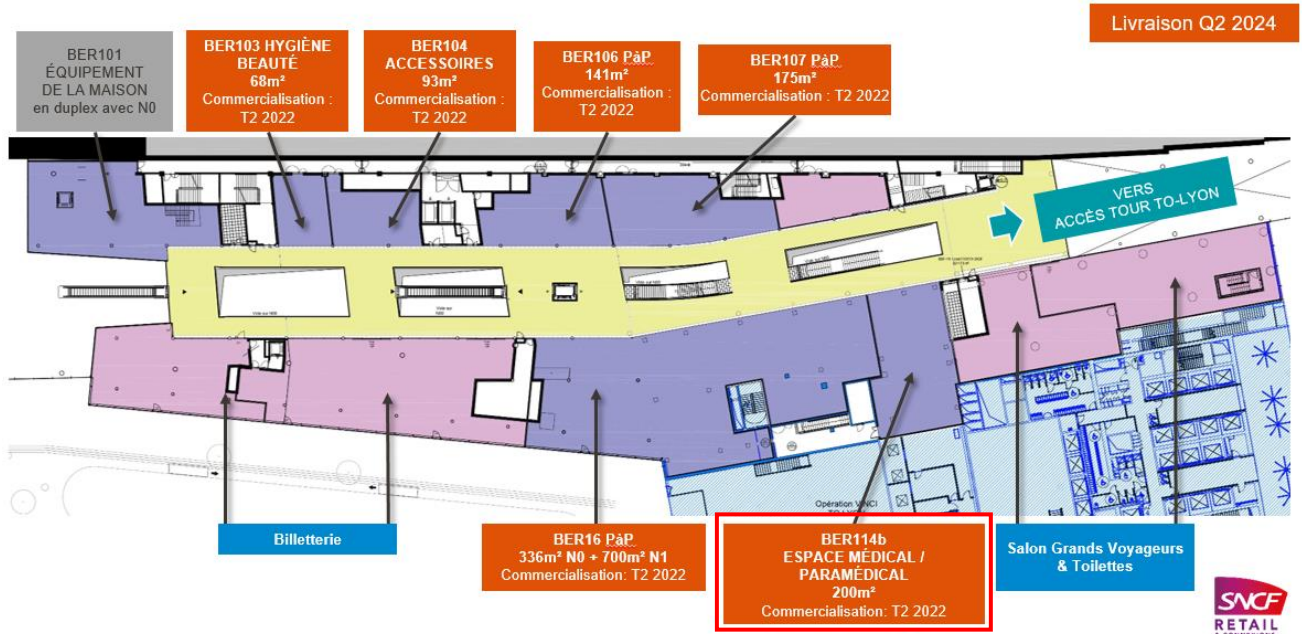 Livraison Q2 2024
BER101
ÉQUIPEMENT
DE LA MAISON
en duplex avec N0
BER103 HYGIÈNE
BEAUTÉ
68m²
Commercialisation :
T2 2022
BER104
ACCESSOIRES
93m²
Commercialisation :
T2 2022
BER106 PàP
141m²
Commercialisation :
T2 2022
BER107 PàP
175m²
Commercialisation : T2 2022
VERS
ACCÈS TOUR TO-LYON
Opération VINCI
Billetterie
BER16 PàP
336m² N0 + 700m² N1
Commercialisation: T2 2022
BER114b
ESPACE MÉDICAL /
PARAMÉDICAL
200m²
Commercialisation: T2 2022
Salon Grands Voyageurs
& Toilettes
SNCF
RETAIL
& CONNEXIONS